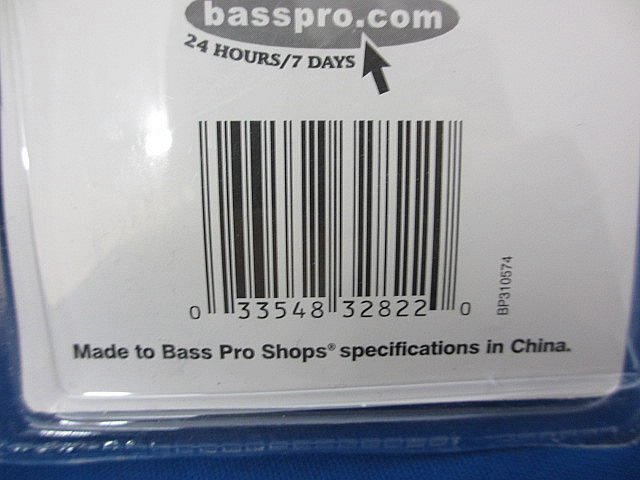 basspro.com
24 HOURS/7 DAYS
0 33548 32822 0
BP310574
Made to Bass Pro Shops® specifications in China.